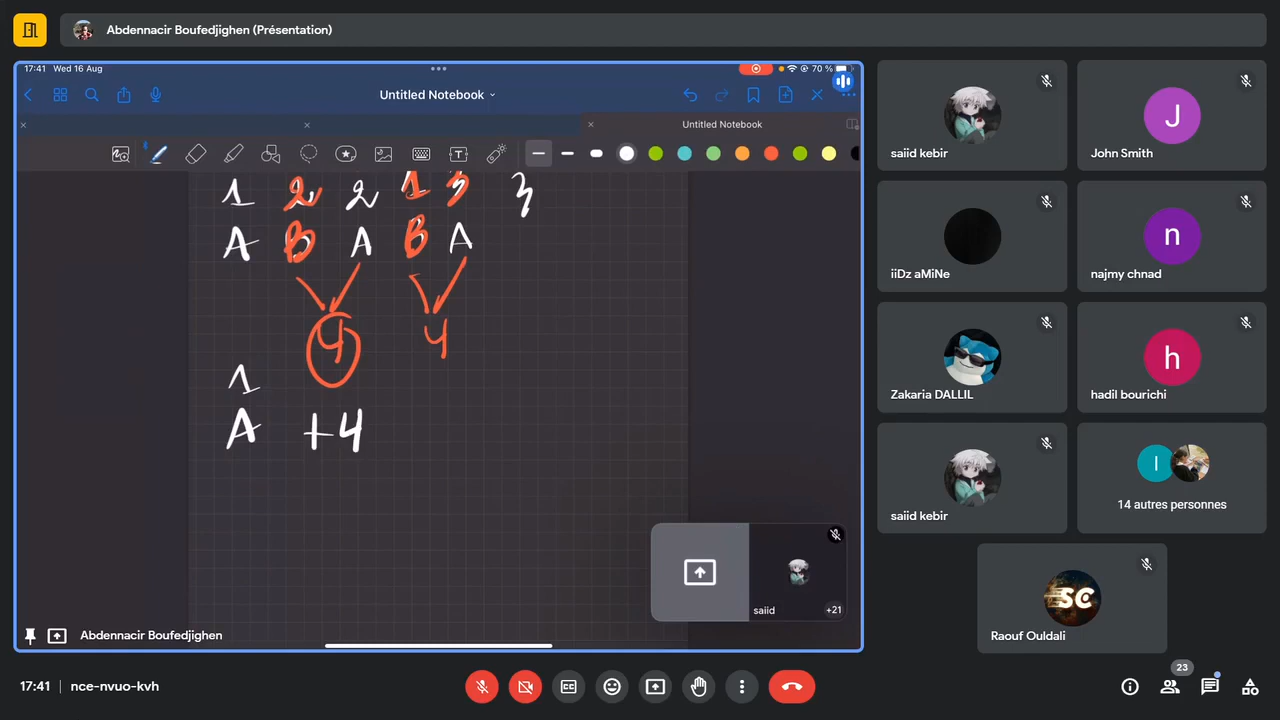 Abdennacir Boufedjighen (Présentation)
17:41 Wed 16 Aug
70 %
Untitled Notebook
Untitled Notebook
1 2 2 1 3 3
A B A B A
4 4
1
A +4
saiid
+21
Abdennacir Boufedjighen
saiid kebir
J
John Smith
iiDz aMiNe
n
najmy chnad
Zakaria DALLIL
h
hadil bourichi
saiid kebir
I
14 autres personnes
SC
Raouf Ouldali
17:41 | nce-nvuo-kvh
23